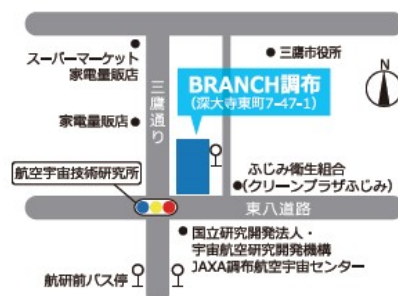 スーパーマーケット
家電量販店
三鷹市役所
N
BRANCH調布
(深大寺東町7-47-1)
三鷹通り
家電量販店
航空宇宙技術研究所
ふじみ衛生組合
(クリーンプラザふじみ)
東八道路
国立研究開発法人・
宇宙航空研究開発機構
JAXA調布航空宇宙センター
航研前バス停